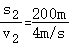 s₂/v₂ = 200m/4m/s